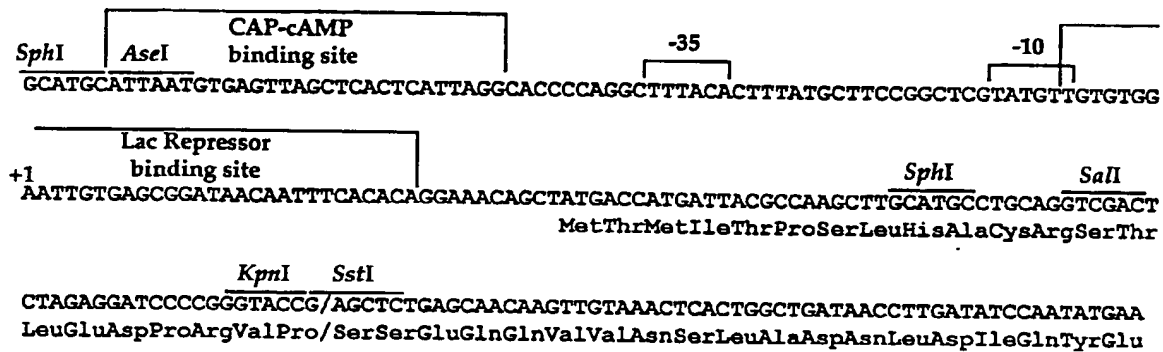 CAP-cAMP
SphI AseI binding site -35 -10
GCATGCATTAATGTGAGTTAGCTCACTCATTAGGCACCCCAGGCTTTACACTTTATGCTTCCGGCTCGTATGTTGTGTGG
Lac Repressor
+1 binding site SphI SalI
AATTGTGAGCGGATAACAATTTCACACAGGAAACAGCTATGACCATGATTACGCCAAGCTTGCATGCCTGCAGGTCGACT
MetThrMetIleThrProSerLeuHisAlaCysArgSerThr
KpnI SstI
CTAGAGGATCCCCGGGTACCG/AGCTCTGAGCAACAAGTTGTAAACTCACTGGCTGATAACCTTGATATCCAATATGAA
LeuGluAspProArgValPro/SerSerGluGlnGlnValValAsnSerLeuAlaAspAsnLeuAspIleGlnTyrGlu